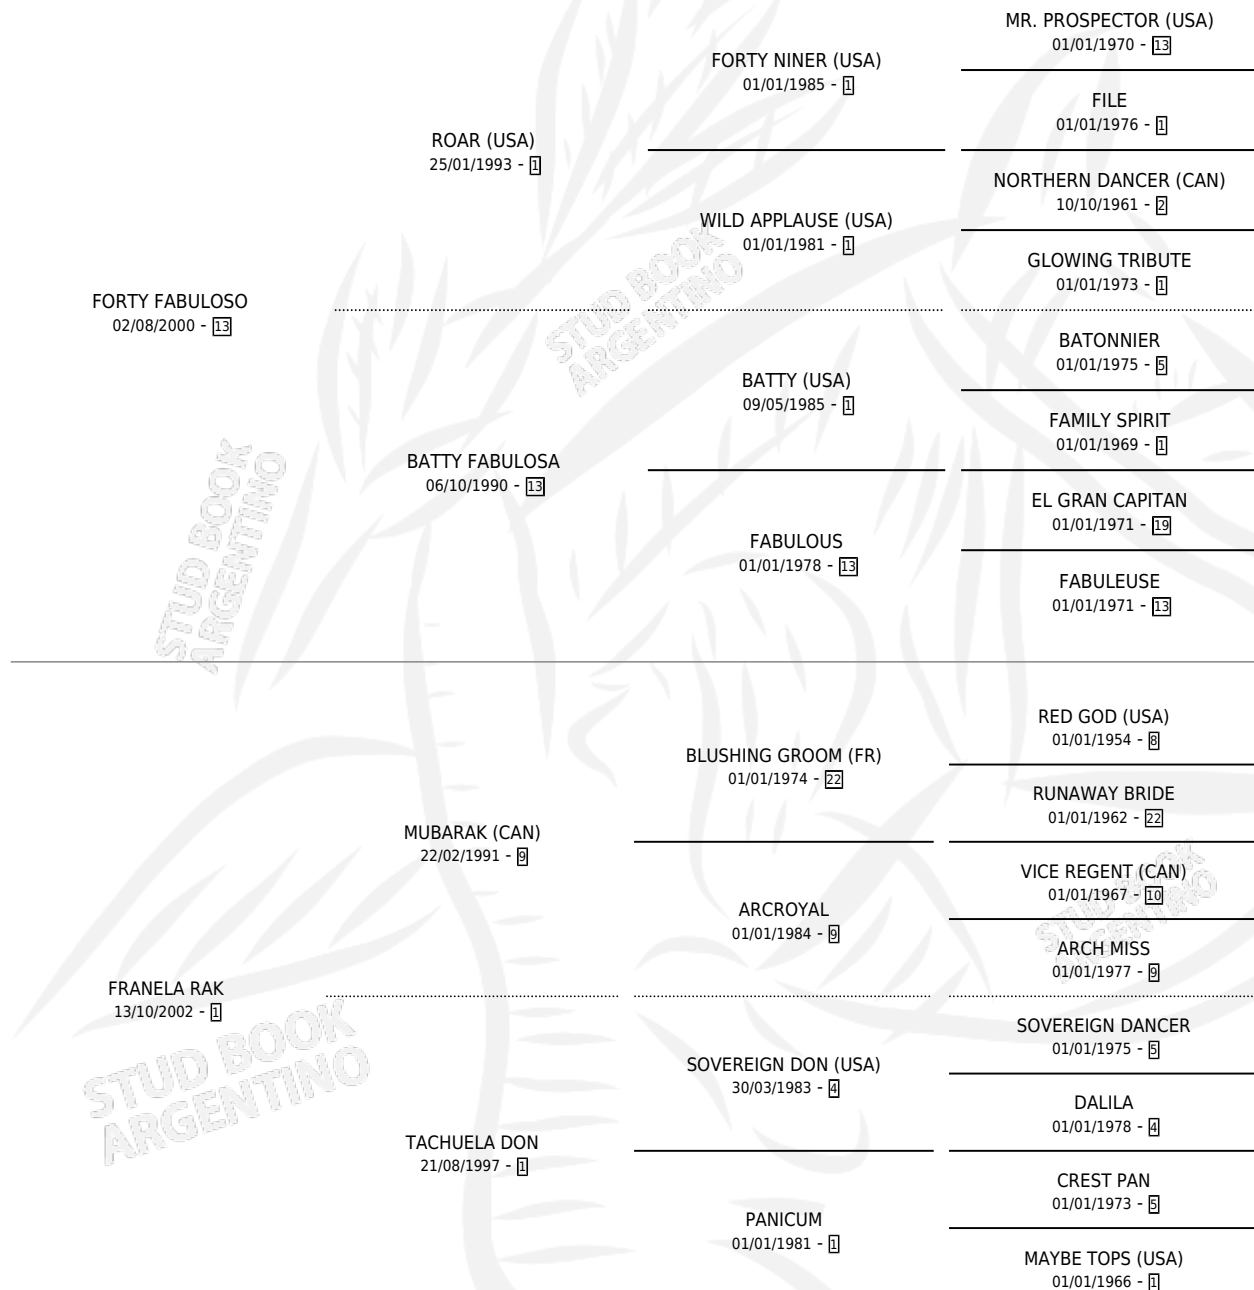 MR. PROSPECTOR (USA)
01/01/1970 - 13
FORTY NINER (USA)
01/01/1985 - 1
FILE
01/01/1976 - 1
ROAR (USA)
25/01/1993 - 1
NORTHERN DANCER (CAN)
10/10/1961 - 2
WILD APPLAUSE (USA)
01/01/1981 - 1
GLOWING TRIBUTE
01/01/1973 - 1
FORTY FABULOSO
02/08/2000 - 13
STUD BOOK
ARGENTINO
BATONNIER
01/01/1975 - 5
BATTY (USA)
09/05/1985 - 1
FAMILY SPIRIT
01/01/1969 - 1
BATTY FABULOSA
06/10/1990 - 13
STUD BOOK
ARGENTINO
EL GRAN CAPITAN
01/01/1971 - 19
FABULOUS
01/01/1978 - 13
FABULEUSE
01/01/1971 - 13
RED GOD (USA)
01/01/1954 - 8
BLUSHING GROOM (FR)
01/01/1974 - 22
RUNAWAY BRIDE
01/01/1962 - 22
MUBARAK (CAN)
22/02/1991 - 9
VICE REGENT (CAN)
01/01/1967 - 10
STUD BOOK
ARGENTINO
ARCROYAL
01/01/1984 - 9
ARCH MISS
01/01/1977 - 9
FRANELA RAK
13/10/2002 - 1
STUD BOOK
ARGENTINO
SOVEREIGN DANCER
01/01/1975 - 5
SOVEREIGN DON (USA)
30/03/1983 - 4
DALILA
01/01/1978 - 4
TACHUELA DON
21/08/1997 - 1
CREST PAN
01/01/1973 - 5
PANICUM
01/01/1981 - 1
MAYBE TOPS (USA)
01/01/1966 - 1